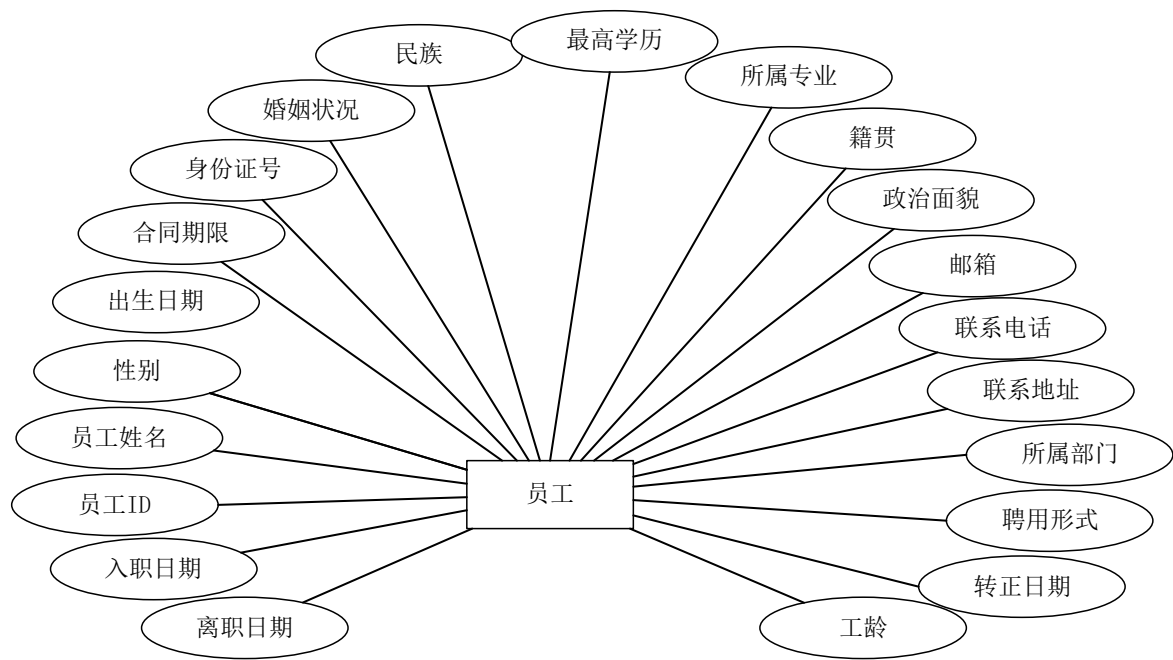 最高学历
民族
所属专业
婚姻状况
籍贯
身份证号
政治面貌
合同期限
邮箱
出生日期
联系电话
性别
联系地址
员工姓名
所属部门
员工
员工ID
聘用形式
入职日期
转正日期
离职日期
工龄